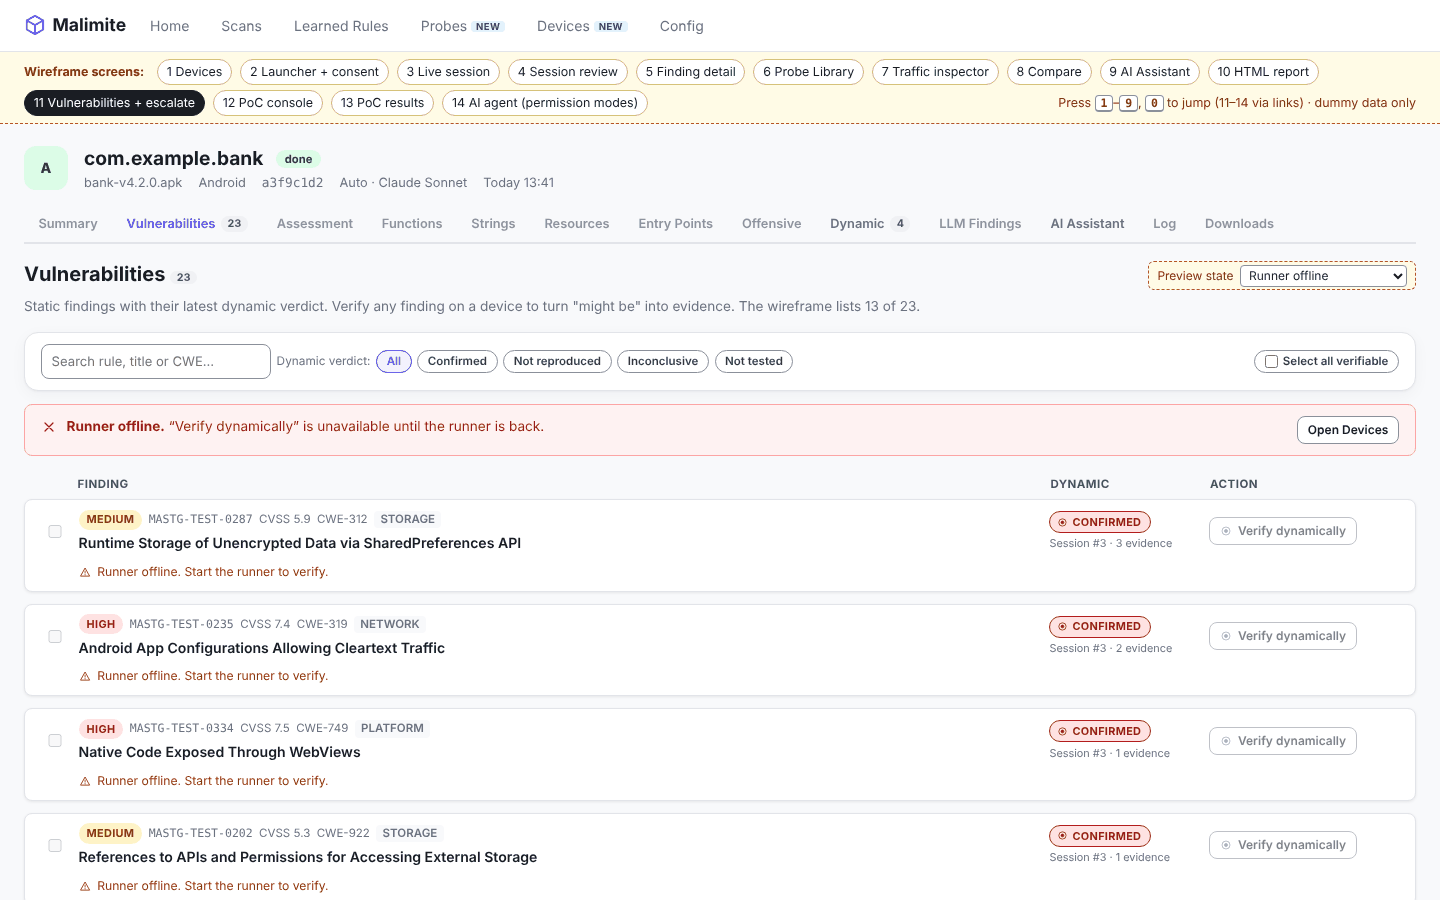 Malimite Home Scans Learned Rules Probes NEW Devices NEW Config
Wireframe screens: 1 Devices 2 Launcher + consent 3 Live session 4 Session review 5 Finding detail 6 Probe Library 7 Traffic inspector 8 Compare 9 AI Assistant 10 HTML report
11 Vulnerabilities + escalate 12 PoC console 13 PoC results 14 AI agent (permission modes) Press 1–9, 0 to jump (11–14 via links) · dummy data only
A com.example.bank done
bank-v4.2.0.apk Android a3f9c1d2 Auto · Claude Sonnet Today 13:41
Summary Vulnerabilities 23 Assessment Functions Strings Resources Entry Points Offensive Dynamic 4 LLM Findings AI Assistant Log Downloads
Vulnerabilities 23 Preview state Runner offline
Static findings with their latest dynamic verdict. Verify any finding on a device to turn "might be" into evidence. The wireframe lists 13 of 23.
Search rule, title or CWE... Dynamic verdict: All Confirmed Not reproduced Inconclusive Not tested Select all verifiable
Runner offline. “Verify dynamically” is unavailable until the runner is back. Open Devices
FINDING DYNAMIC ACTION
MEDIUM MASTG-TEST-0287 CVSS 5.9 CWE-312 STORAGE CONFIRMED Verify dynamically
Runtime Storage of Unencrypted Data via SharedPreferences API Session #3 · 3 evidence
Runner offline. Start the runner to verify.
HIGH MASTG-TEST-0235 CVSS 7.4 CWE-319 NETWORK CONFIRMED Verify dynamically
Android App Configurations Allowing Cleartext Traffic Session #3 · 2 evidence
Runner offline. Start the runner to verify.
HIGH MASTG-TEST-0334 CVSS 7.5 CWE-749 PLATFORM CONFIRMED Verify dynamically
Native Code Exposed Through WebViews Session #3 · 1 evidence
Runner offline. Start the runner to verify.
MEDIUM MASTG-TEST-0202 CVSS 5.3 CWE-922 STORAGE CONFIRMED Verify dynamically
References to APIs and Permissions for Accessing External Storage Session #3 · 1 evidence
Runner offline. Start the runner to verify.